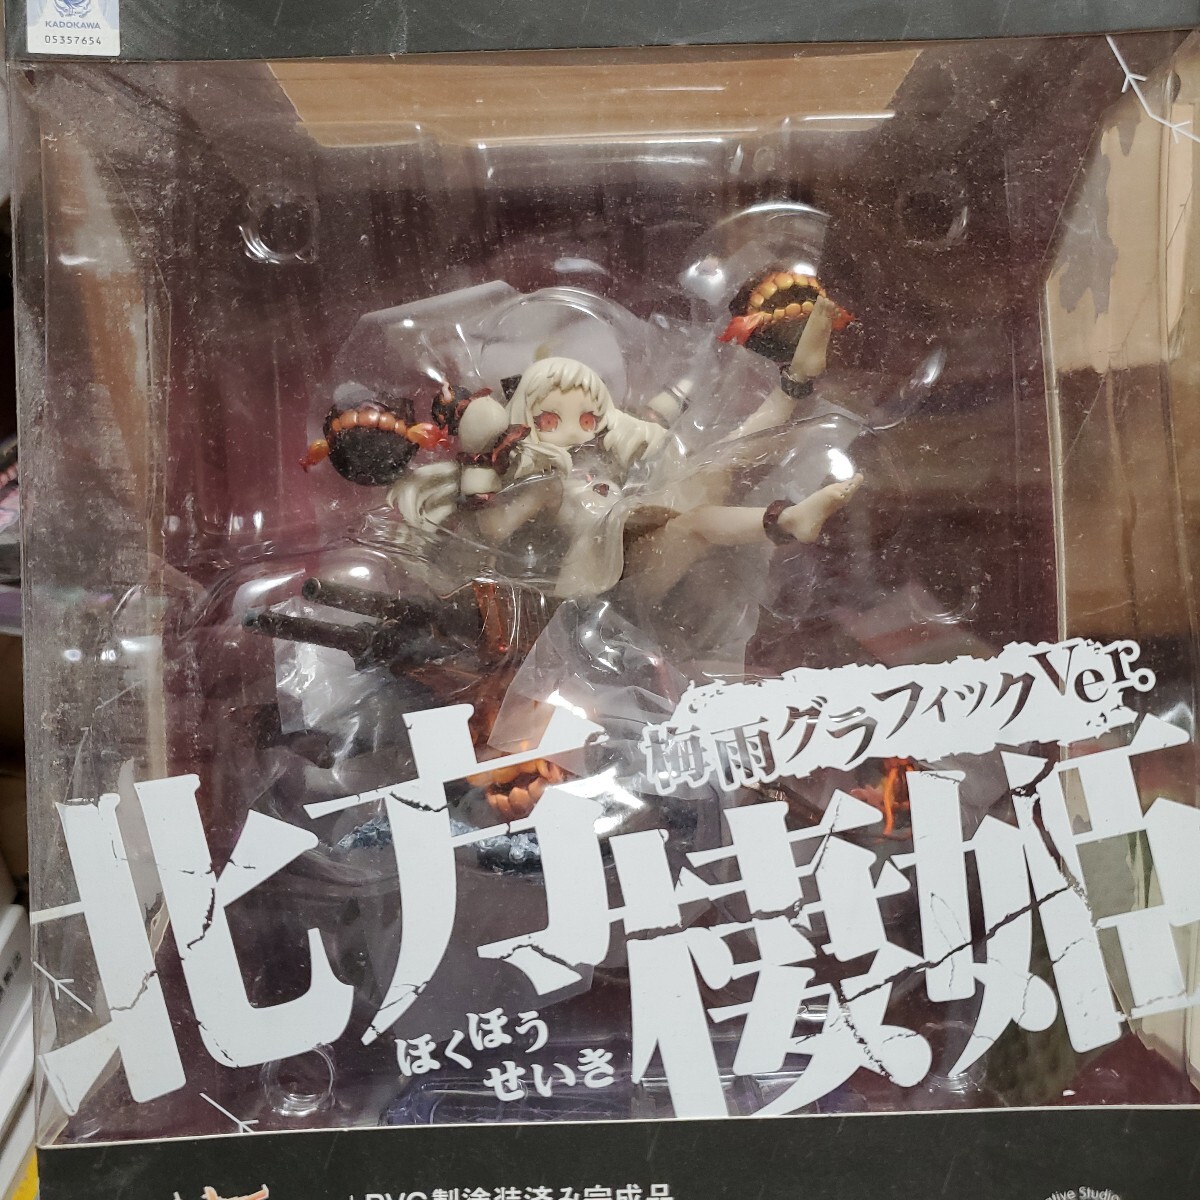 KADOKAWA
05357654
梅雨グラフィックVer.
北方棲姫
ほくほう
せいき
PVC製塗装済み完成品
Studio